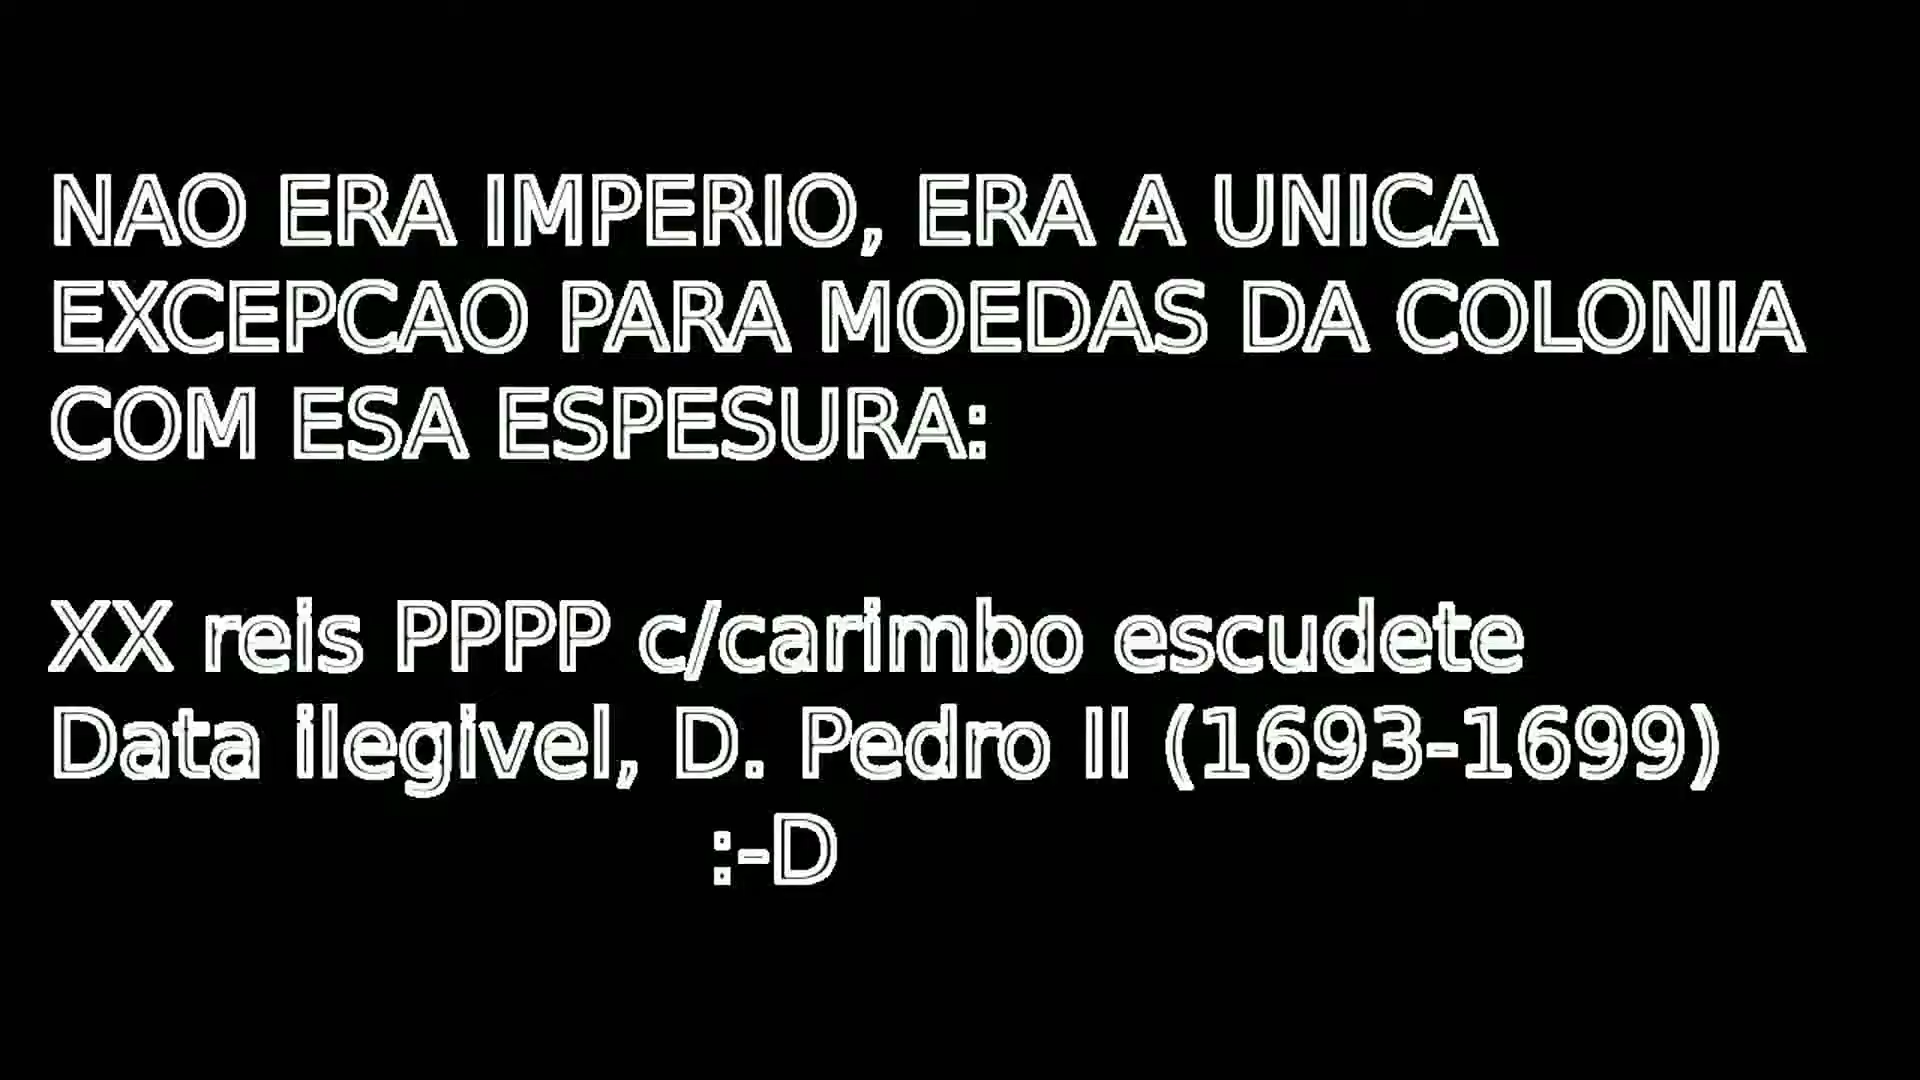 NAO ERA IMPERIO, ERA A UNICA
EXCEPCAO PARA MOEDAS DA COLONIA
COM ESA ESPESURA:
XX reis PPPP c/carimbo escudete
Data ilegivel, D. Pedro II (1693-1699)
:-D